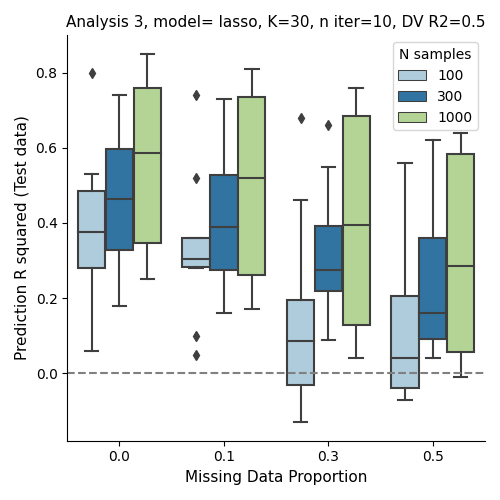 Analysis 3, model= lasso, K=30, n iter=10, DV R2=0.5
N samples
100
300
1000
Prediction R squared (Test data)
0.8
0.6
0.4
0.2
0.0
0.0 0.1 0.3 0.5
Missing Data Proportion